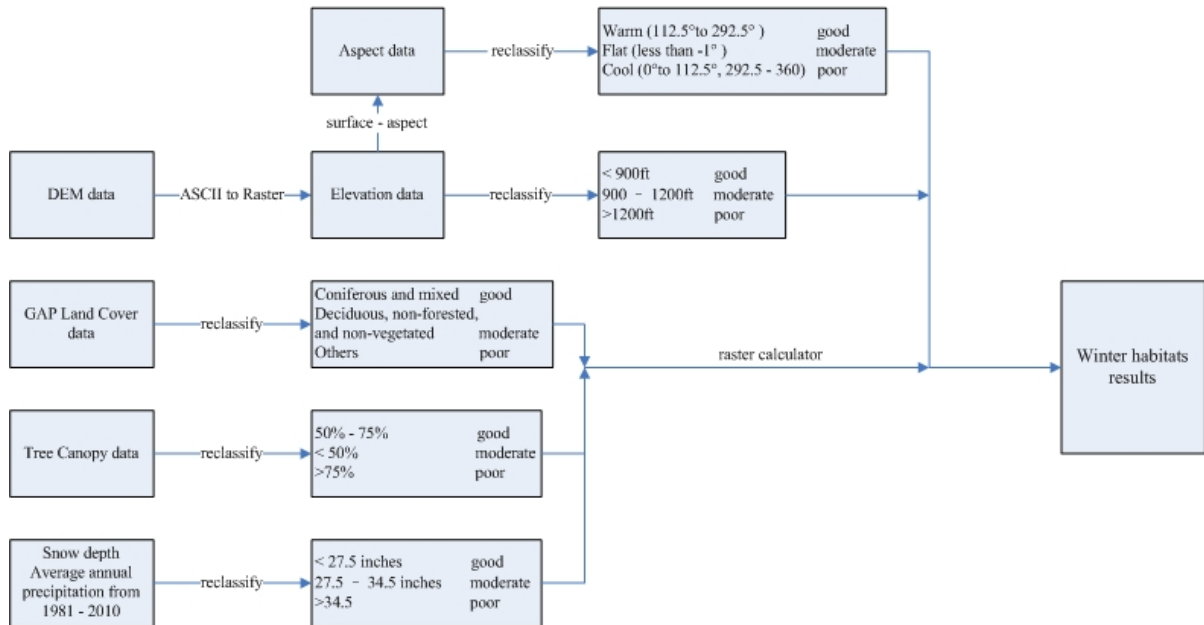 Aspect data
reclassify
Warm (112.5°to 292.5° ) good
Flat (less than -1° ) moderate
Cool (0°to 112.5°, 292.5 - 360) poor
surface - aspect
DEM data
ASCII to Raster
Elevation data
reclassify
< 900ft good
900 - 1200ft moderate
>1200ft poor
GAP Land Cover
data
reclassify
Coniferous and mixed good
Deciduous, non-forested,
and non-vegetated moderate
Others poor
raster calculator
Winter habitats
results
Tree Canopy data
reclassify
50% - 75% good
< 50% moderate
>75% poor
Snow depth
Average annual
precipitation from
1981 - 2010
reclassify
< 27.5 inches good
27.5 - 34.5 inches moderate
>34.5 poor